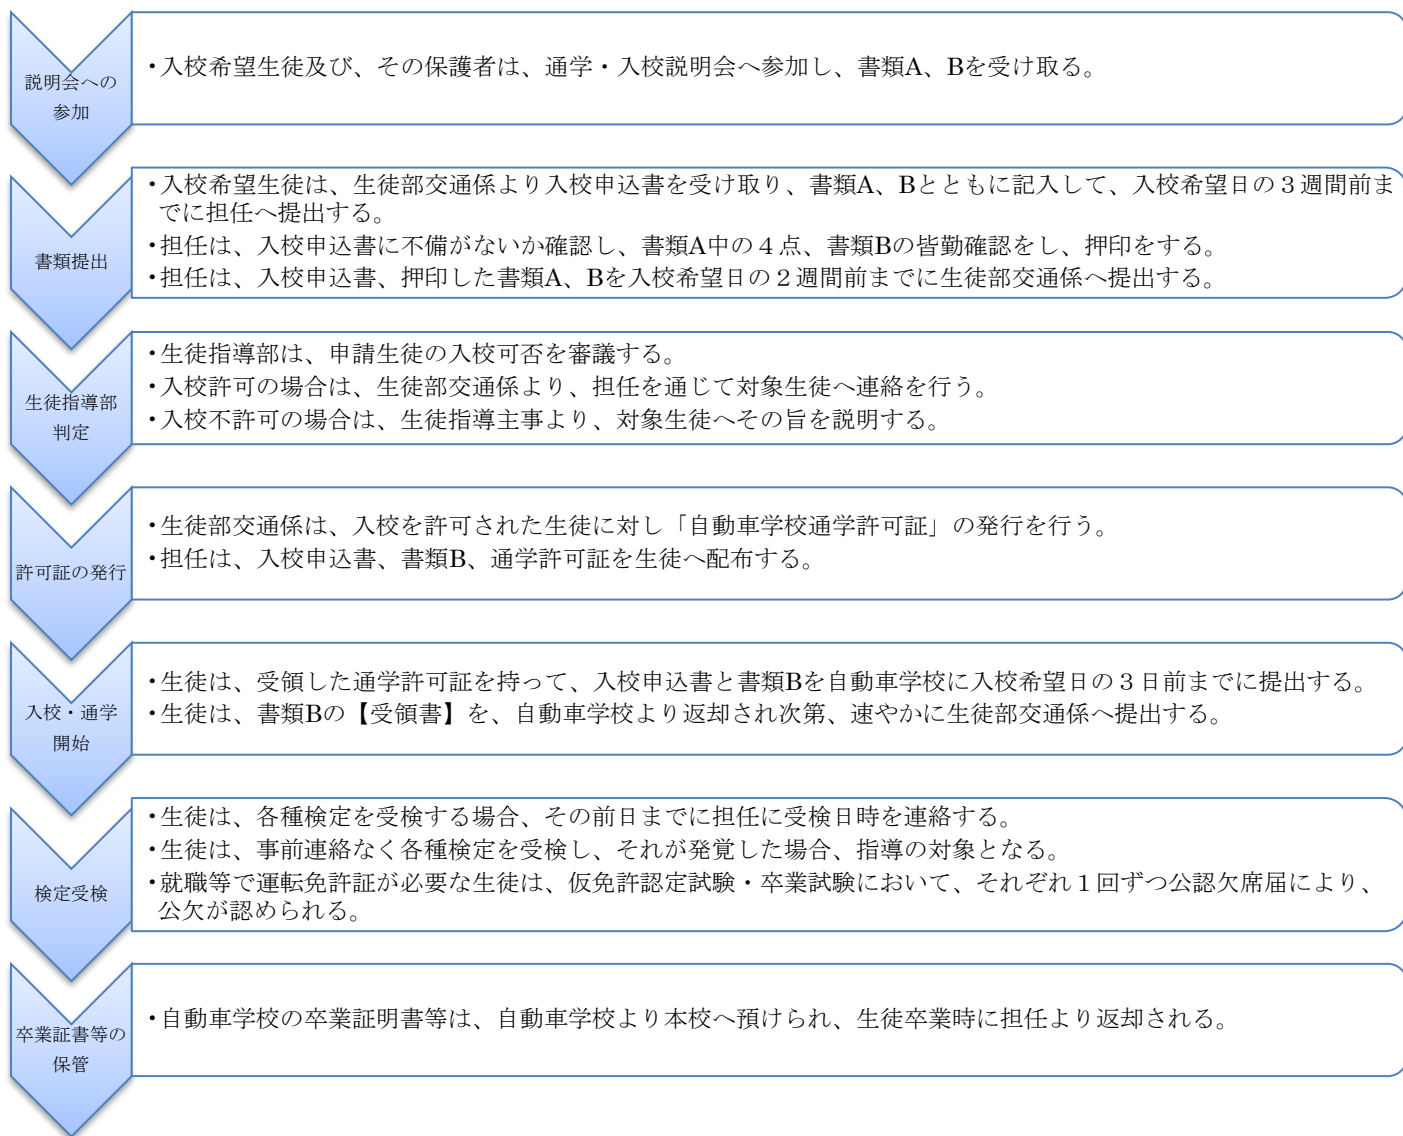 説明会への
参加
・入校希望生徒及び、その保護者は、通学・入校説明会へ参加し、書類A、Bを受け取る。
書類提出
・入校希望生徒は、生徒部交通係より入校申込書を受け取り、書類A、Bとともに記入して、入校希望日の３週間前ま
でに担任へ提出する。
・担任は、入校申込書に不備がないか確認し、書類A中の４点、書類Bの皆勤確認をし、押印をする。
・担任は、入校申込書、押印した書類A、Bを入校希望日の２週間前までに生徒部交通係へ提出する。
生徒指導部
判定
・生徒指導部は、申請生徒の入校可否を審議する。
・入校許可の場合は、生徒部交通係より、担任を通じて対象生徒へ連絡を行う。
・入校不許可の場合は、生徒指導主事より、対象生徒へその旨を説明する。
許可証の発行
・生徒部交通係は、入校を許可された生徒に対し「自動車学校通学許可証」の発行を行う。
・担任は、入校申込書、書類B、通学許可証を生徒へ配布する。
入校・通学
開始
・生徒は、受領した通学許可証を持って、入校申込書と書類Bを自動車学校に入校希望日の３日前までに提出する。
・生徒は、書類Bの【受領書】を、自動車学校より返却され次第、速やかに生徒部交通係へ提出する。
検定受検
・生徒は、各種検定を受検する場合、その前日までに担任に受検日時を連絡する。
・生徒は、事前連絡なく各種検定を受検し、それが発覚した場合、指導の対象となる。
・就職等で運転免許証が必要な生徒は、仮免許認定試験・卒業試験において、それぞれ１回ずつ公認欠席届により、
公欠が認められる。
卒業証書等の
保管
・自動車学校の卒業証明書等は、自動車学校より本校へ預けられ、生徒卒業時に担任より返却される。